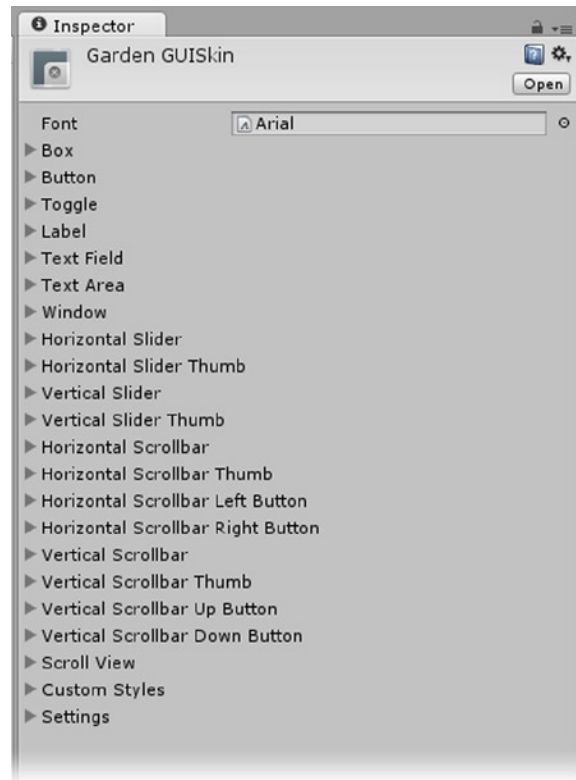 Inspector
Garden GUISkin
Open
Font Arial
Box
Button
Toggle
Label
Text Field
Text Area
Window
Horizontal Slider
Horizontal Slider Thumb
Vertical Slider
Vertical Slider Thumb
Horizontal Scrollbar
Horizontal Scrollbar Thumb
Horizontal Scrollbar Left Button
Horizontal Scrollbar Right Button
Vertical Scrollbar
Vertical Scrollbar Thumb
Vertical Scrollbar Up Button
Vertical Scrollbar Down Button
Scroll View
Custom Styles
Settings